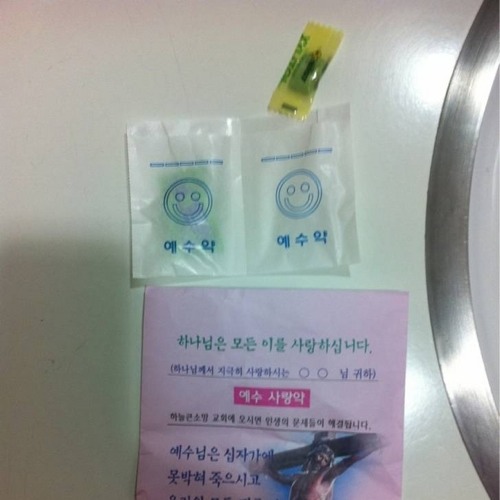 예수약
예수약
하나님은 모든 이를 사랑하십니다.
(하나님께서 지극히 사랑하시는 ○ ○ 님 귀하)
예수 사랑약
하늘큰소망 교회에 오시면 인생의 문제들이 해결됩니다.
예수님은 십자가에
못박혀 죽으시고